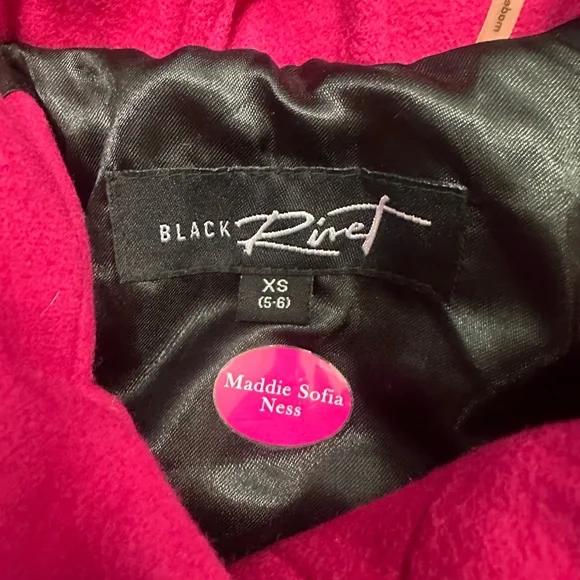 BLACK Rivet
XS
(5-6)
Maddie Sofia
Ness